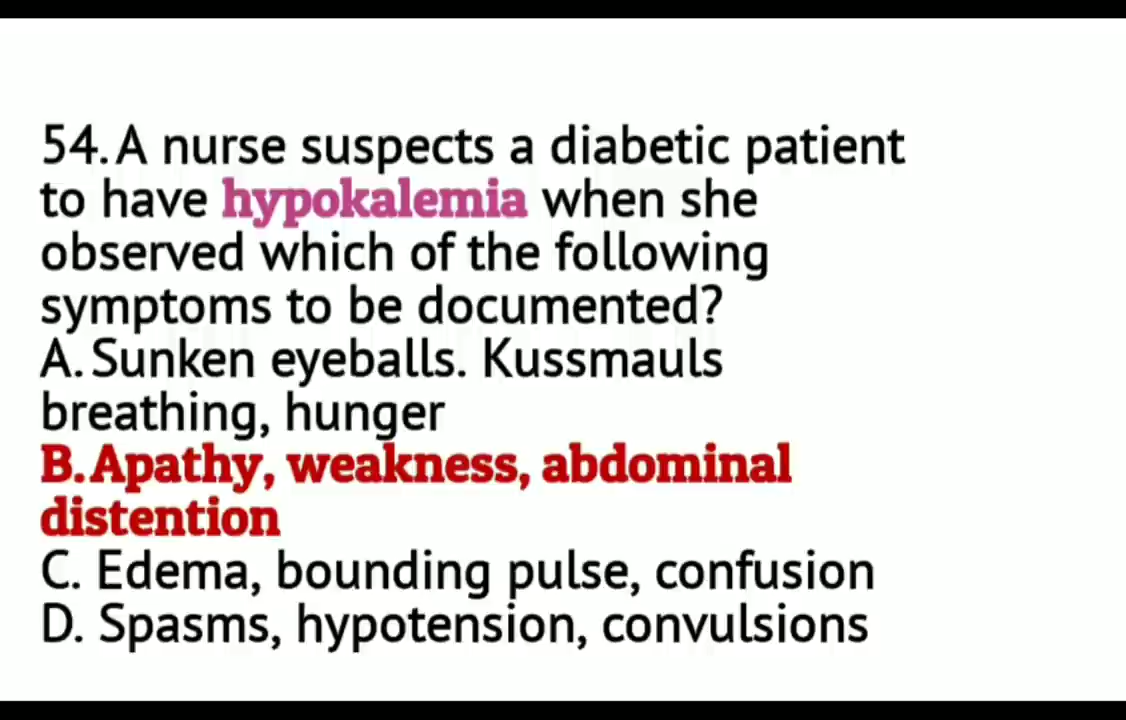 54. A nurse suspects a diabetic patient
to have hypokalemia when she
observed which of the following
symptoms to be documented?
A. Sunken eyeballs. Kussmauls
breathing, hunger
B. Apathy, weakness, abdominal
distention
C. Edema, bounding pulse, confusion
D. Spasms, hypotension, convulsions